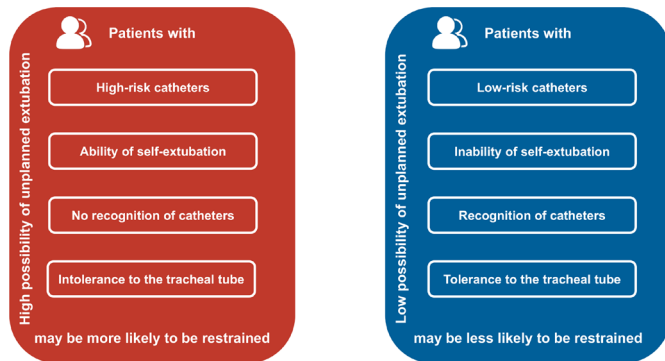 High possibility of unplanned extubation
Patients with
High-risk catheters
Ability of self-extubation
No recognition of catheters
Intolerance to the tracheal tube
may be more likely to be restrained
Low possibility of unplanned extubation
Patients with
Low-risk catheters
Inability of self-extubation
Recognition of catheters
Tolerance to the tracheal tube
may be less likely to be restrained